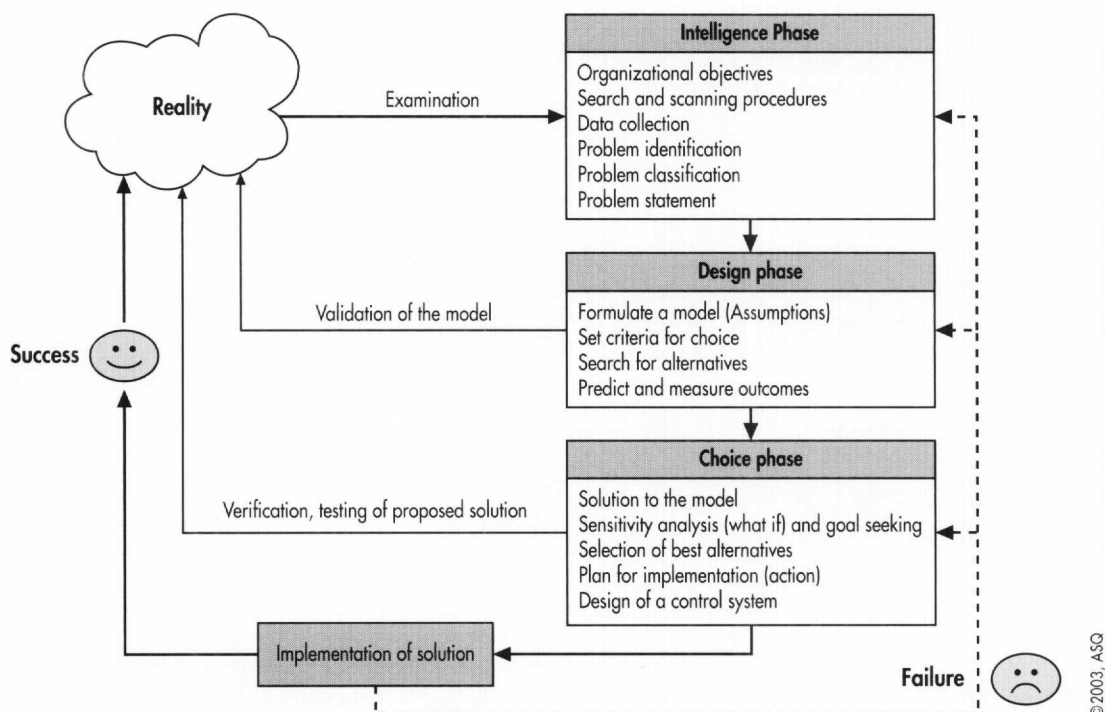 Intelligence Phase
Organizational objectives
Search and scanning procedures
Data collection
Problem identification
Problem classification
Problem statement
Reality
Examination
Design phase
Formulate a model (Assumptions)
Set criteria for choice
Search for alternatives
Predict and measure outcomes
Validation of the model
Success
Choice phase
Solution to the model
Sensitivity analysis (what if) and goal seeking
Selection of best alternatives
Plan for implementation (action)
Design of a control system
Verification, testing of proposed solution
Implementation of solution
Failure
©2003, ASQ